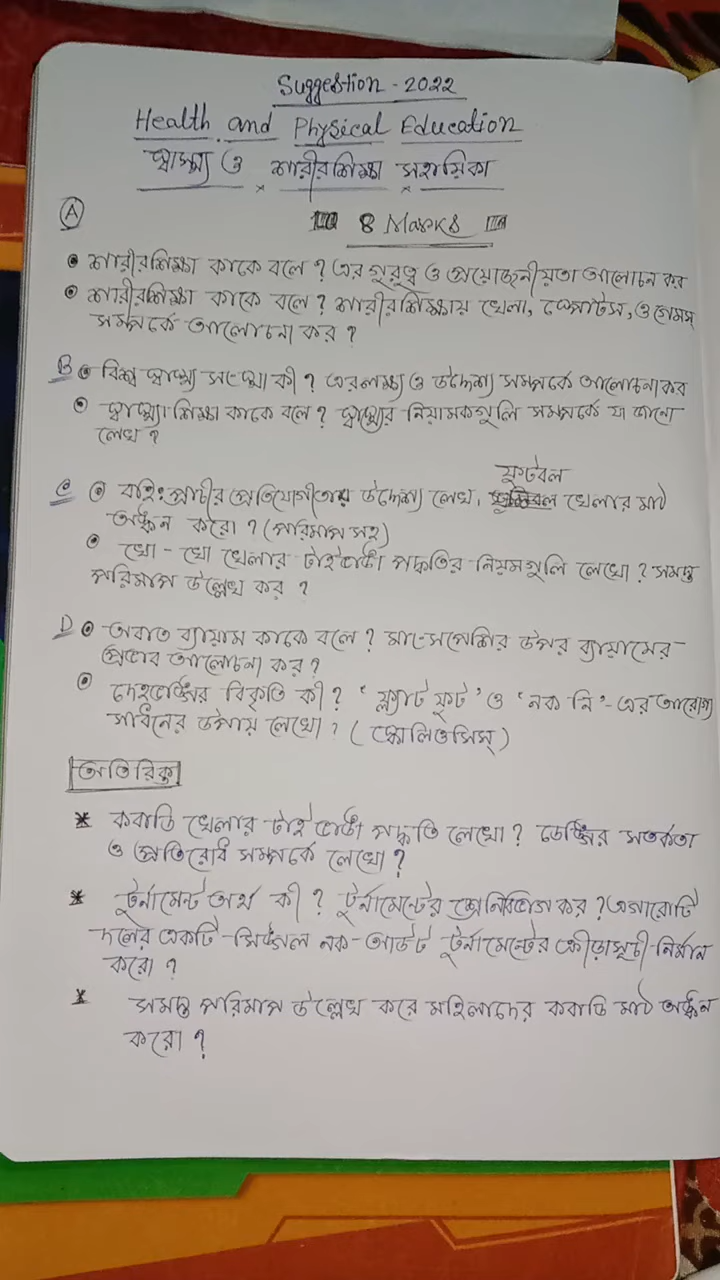 Suggestion - 2022
Health and Physical Education
স্বাস্থ্য ও শারীরশিক্ষা সহায়িকা
A
8 Marks
শারীরশিক্ষা কাকে বলে ? এর গুরুত্ব ও প্রয়োজনীয়তা আলোচনা কর
শারীরশিক্ষা কাকে বলে ? শারীরশিক্ষায় খেলা, স্পোর্টস, ও গেমস্
সম্পর্কে আলোচনা কর ?
B বিশ্ব স্বাস্থ্য সংস্থা কী ? এর লক্ষ্য ও উদ্দেশ্য সম্পর্কে আলোচনা কর
স্বাস্থ্য শিক্ষা কাকে বলে ? স্বাস্থ্যের নিয়ামকগুলি সম্পর্কে যা জানো
লেখ ?
ফুটবল
C বহিঃপ্রাচীর প্রতিযোগীতার উদ্দেশ্য লেখ, খেলার মাঠ
অঙ্কন করো ? (পরিমাপ সহ)
খো - খো খেলার টাইভাঙা পদ্ধতির নিয়মগুলি লেখো ? সমস্ত
পরিমাপ উল্লেখ কর ?
D অবাত ব্যায়াম কাকে বলে ? মাংসপেশির উপর ব্যায়ামের
প্রভাব আলোচনা কর ?
দেহভঙ্গির বিকৃতি কী ? 'ফ্ল্যাট ফুট' ও 'নক নি'-এর আরোগ্য
সাধনের উপায় লেখো ? (স্কোলিওসিস্)
অতিরিক্ত
* কবাডি খেলার টাইভাঙা পদ্ধতি লেখো ? ডেঙ্গির সতর্কতা
ও প্রতিরোধ সম্পর্কে লেখো ?
* টুর্নামেন্ট অর্থ কী ? টুর্নামেন্টের শ্রেনিবিভাগ কর ? এগারোটি
দলের একটি সিঙ্গল নক-আউট টুর্নামেন্টের ক্রীড়াসূচী নির্মান
করো ?
* সমস্ত পরিমাপ উল্লেখ করে মহিলাদের কবাডি মাঠ অঙ্কন
করো ?